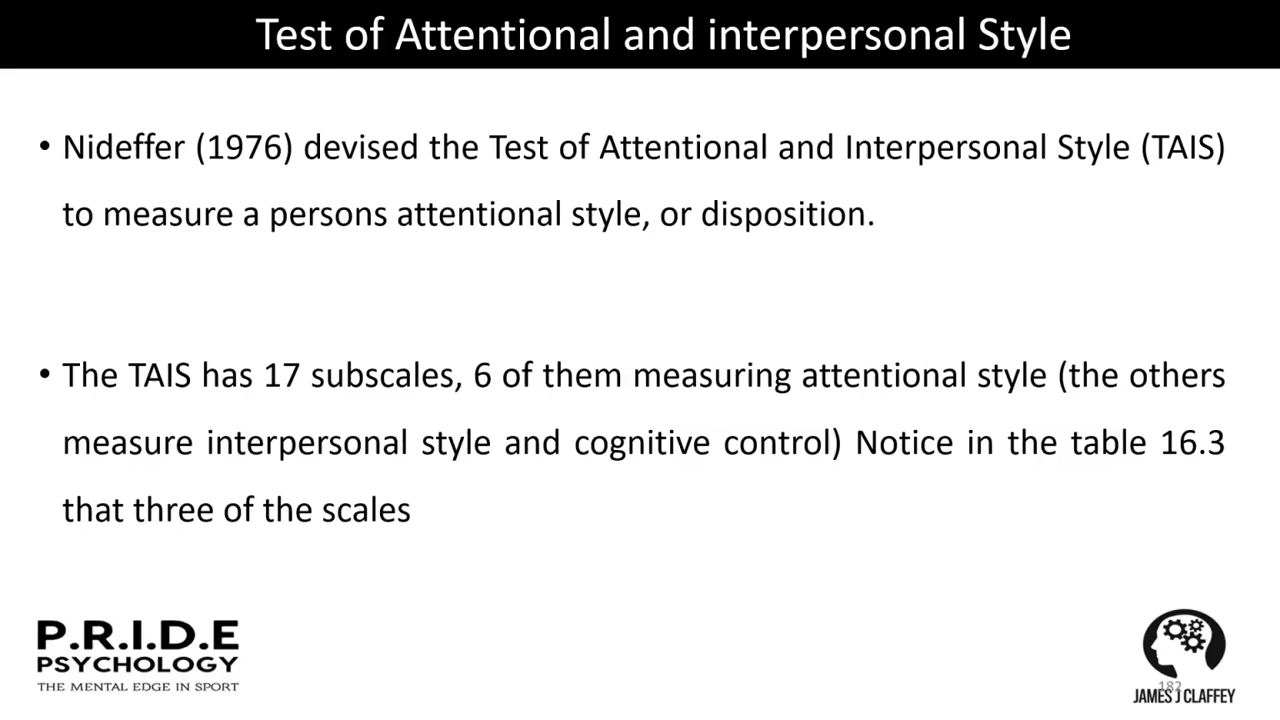 Test of Attentional and interpersonal Style
• Nideffer (1976) devised the Test of Attentional and Interpersonal Style (TAIS)
to measure a persons attentional style, or disposition.
• The TAIS has 17 subscales, 6 of them measuring attentional style (the others
measure interpersonal style and cognitive control) Notice in the table 16.3
that three of the scales
P.R.I.D.E
PSYCHOLOGY
THE MENTAL EDGE IN SPORT
182
JAMES J CLAFFEY